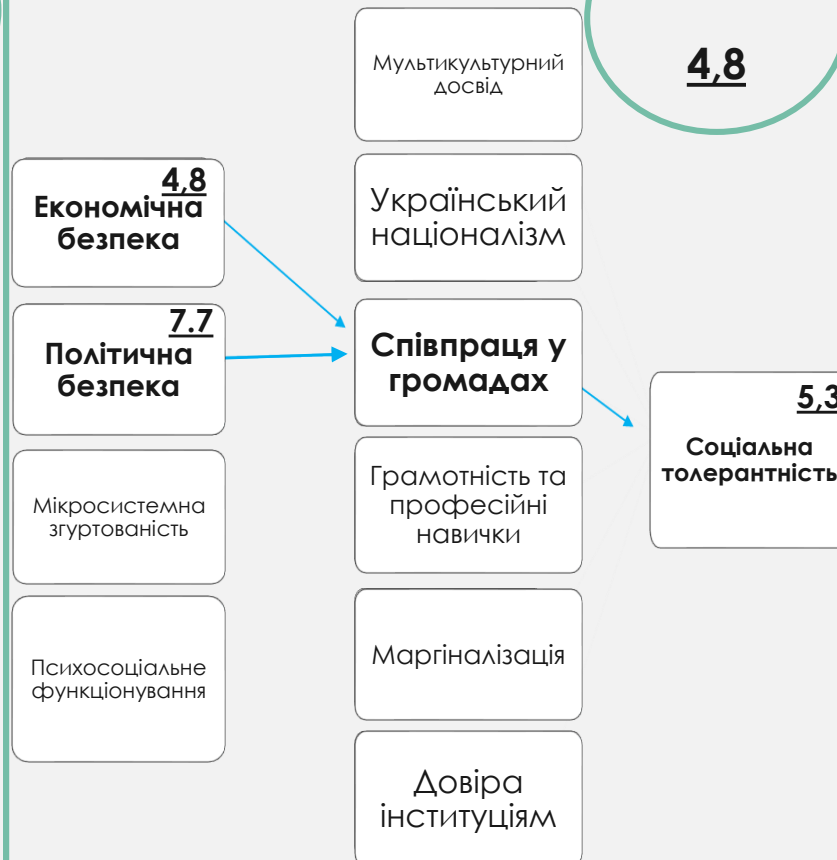 4,8
Мультикультурний
досвід
4,8
Економічна
безпека
Український
націоналізм
7.7
Політична
безпека
Співпраця у
громадах
5,3
Соціальна
толерантність
Мікросистемна
згуртованість
Грамотність та
професійні
навички
Психосоціальне
функціонування
Маргіналізація
Довіра
інституціям